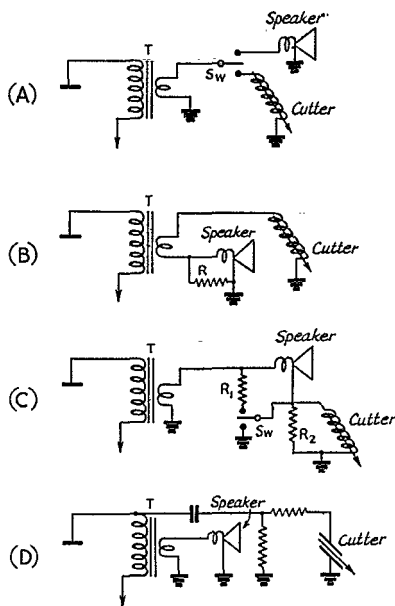 (A)
T
Speaker
Sw
Cutter
(B)
T
Speaker
R
Cutter
(C)
T
Speaker
R1
Sw
R2
Cutter
(D)
T
Speaker
Cutter